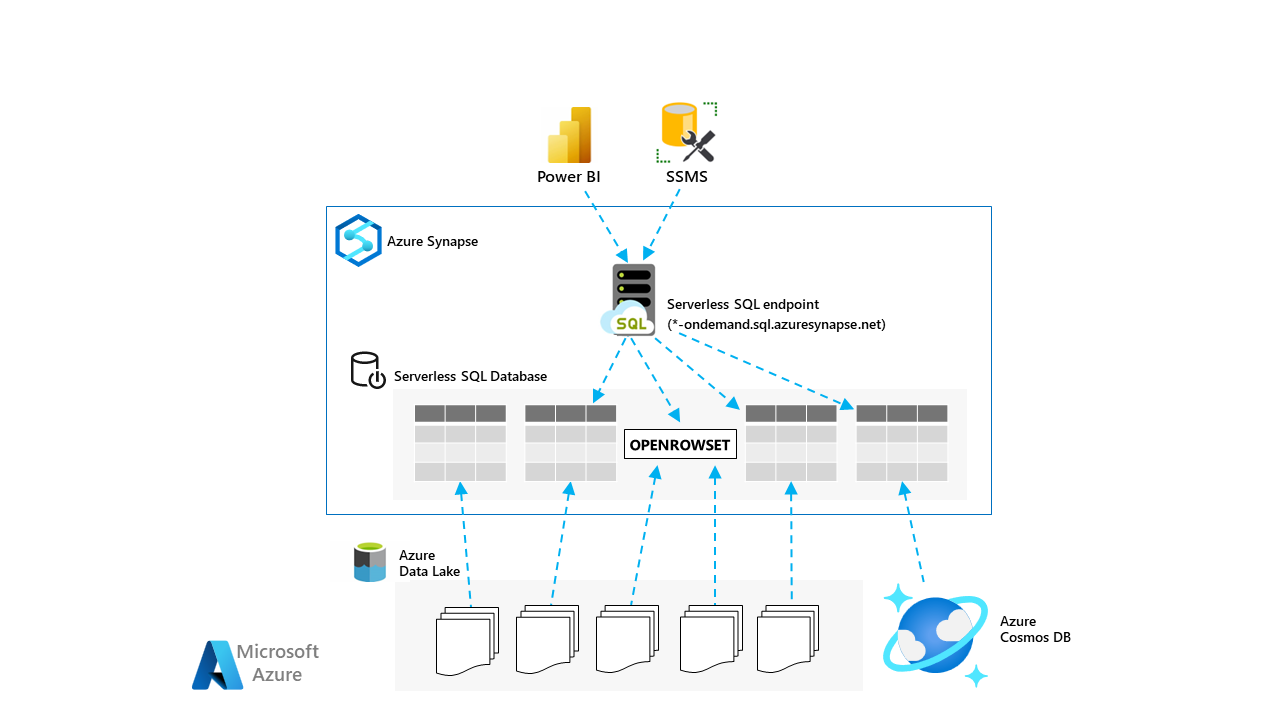 Power BI
SSMS
Azure Synapse
SQL
Serverless SQL endpoint
(*-ondemand.sql.azuresynapse.net)
Serverless SQL Database
OPENROWSET
Azure
Data Lake
Azure
Cosmos DB
Microsoft
Azure